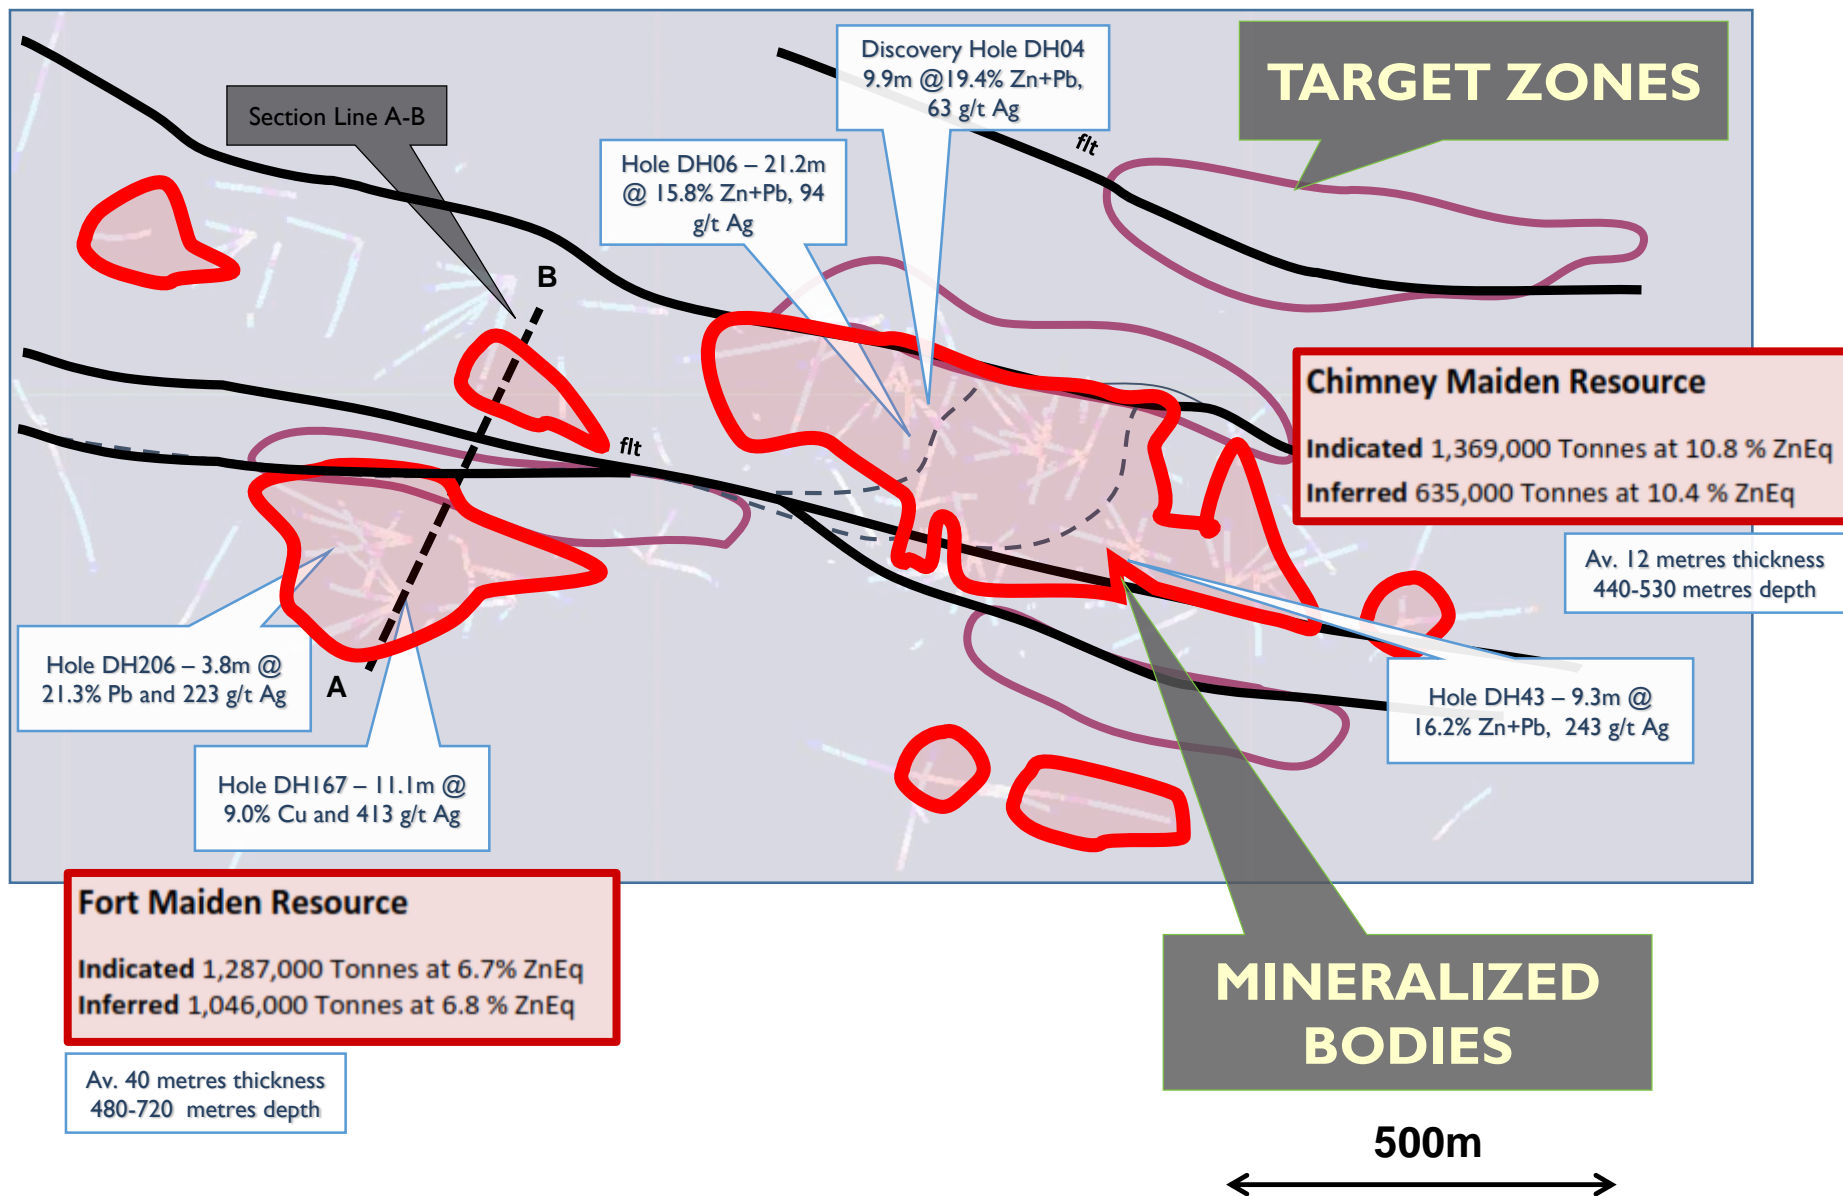 Discovery Hole DH04
9.9m @19.4% Zn+Pb,
63 g/t Ag
TARGET ZONES
Section Line A-B
flt
Hole DH06 – 21.2m
@ 15.8% Zn+Pb, 94
g/t Ag
B
Chimney Maiden Resource
Indicated 1,369,000 Tonnes at 10.8 % ZnEq
Inferred 635,000 Tonnes at 10.4 % ZnEq
flt
Av. 12 metres thickness
440-530 metres depth
Hole DH206 – 3.8m @
21.3% Pb and 223 g/t Ag
A
Hole DH43 – 9.3m @
16.2% Zn+Pb, 243 g/t Ag
Hole DH167 – 11.1m @
9.0% Cu and 413 g/t Ag
Fort Maiden Resource
Indicated 1,287,000 Tonnes at 6.7% ZnEq
Inferred 1,046,000 Tonnes at 6.8 % ZnEq
MINERALIZED
BODIES
Av. 40 metres thickness
480-720 metres depth
500m